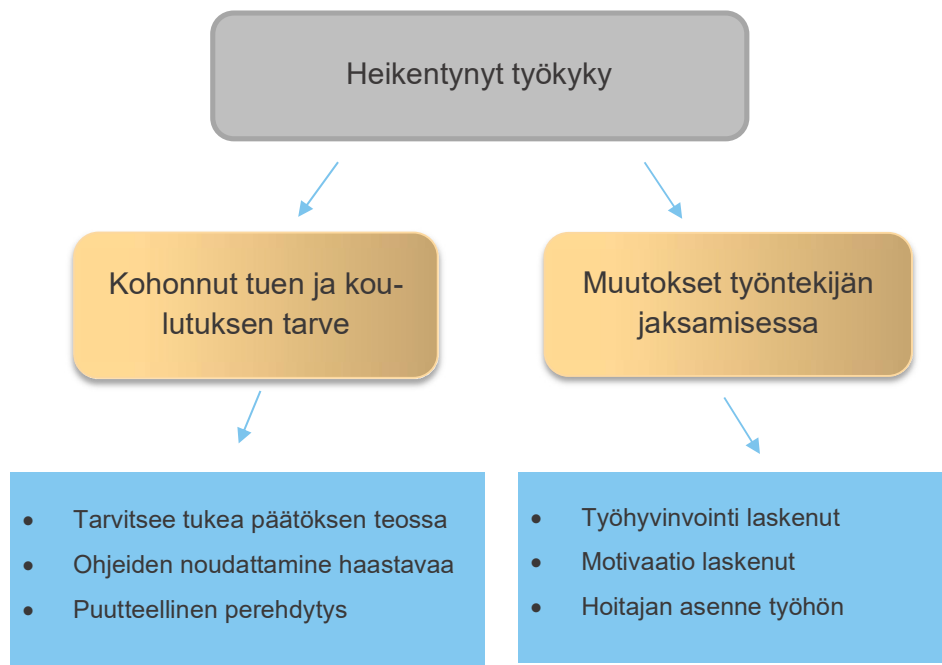 Heikentynyt työkyky
Kohonnut tuen ja kou-
lutuksen tarve
Muutokset työntekijän
jaksamisessa
• Tarvitsee tukea päätöksen teossa
• Ohjeiden noudattamine haastavaa
• Puutteellinen perehdytys
• Työhyvinvointi laskenut
• Motivaatio laskenut
• Hoitajan asenne työhön